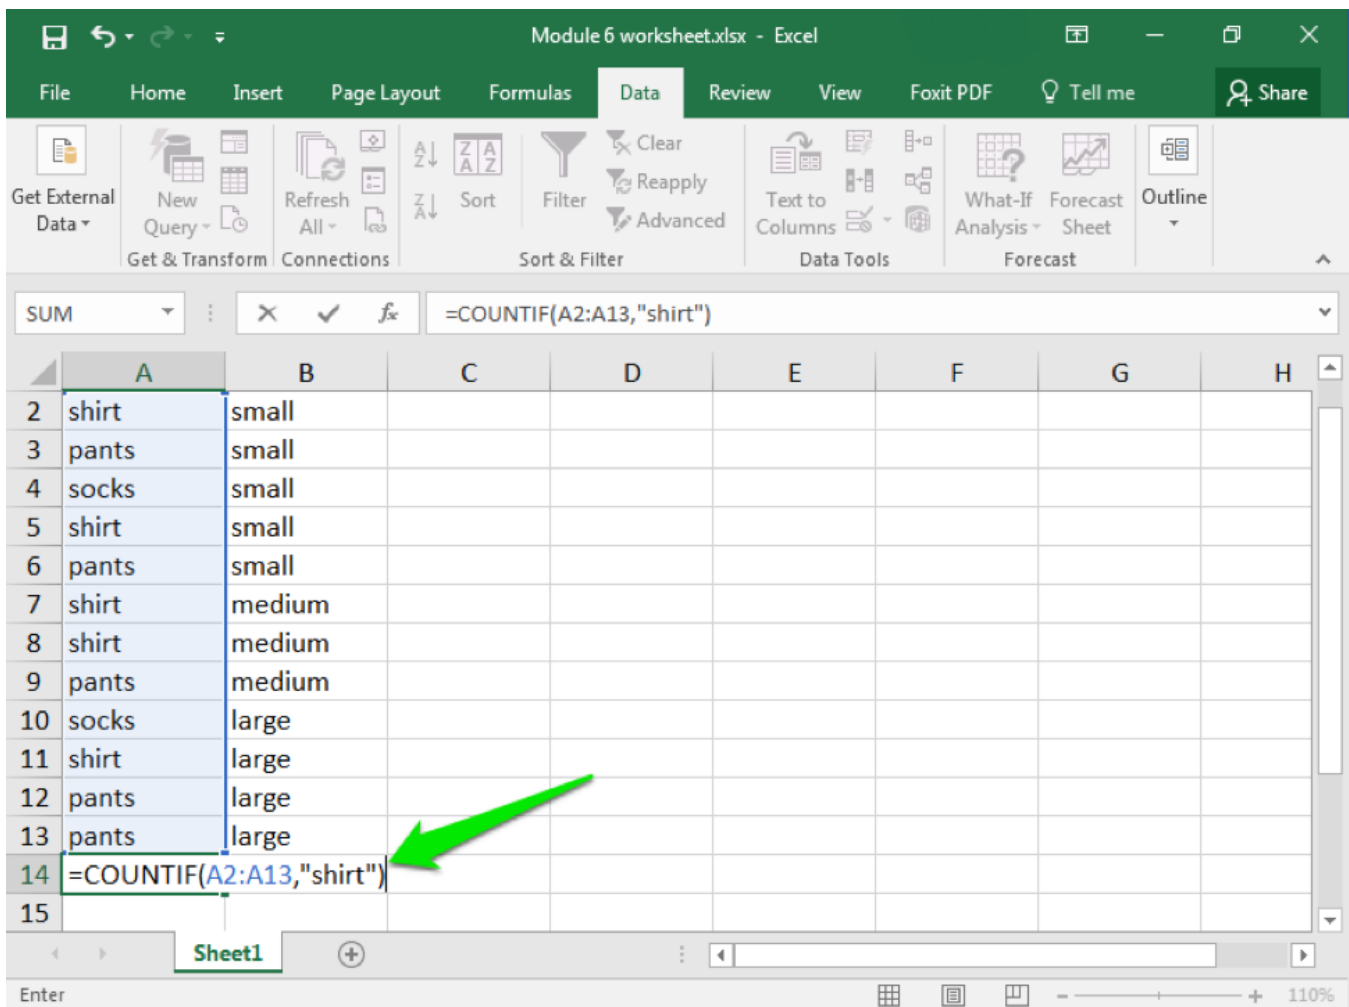 Module 6 worksheet.xlsx - Excel
File Home Insert Page Layout Formulas Data Review View Foxit PDF Tell me Share
Get External Data
New Query
Refresh All
Sort
Filter
Clear
Reapply
Advanced
Text to Columns
What-If Analysis
Forecast Sheet
Outline
Get & Transform Connections Sort & Filter Data Tools Forecast
SUM fx =COUNTIF(A2:A13,"shirt")
A B C D E F G H
2 shirt small
3 pants small
4 socks small
5 shirt small
6 pants small
7 shirt medium
8 shirt medium
9 pants medium
10 socks large
11 shirt large
12 pants large
13 pants large
14 =COUNTIF(A2:A13,"shirt")
15
Sheet1
Enter 110%